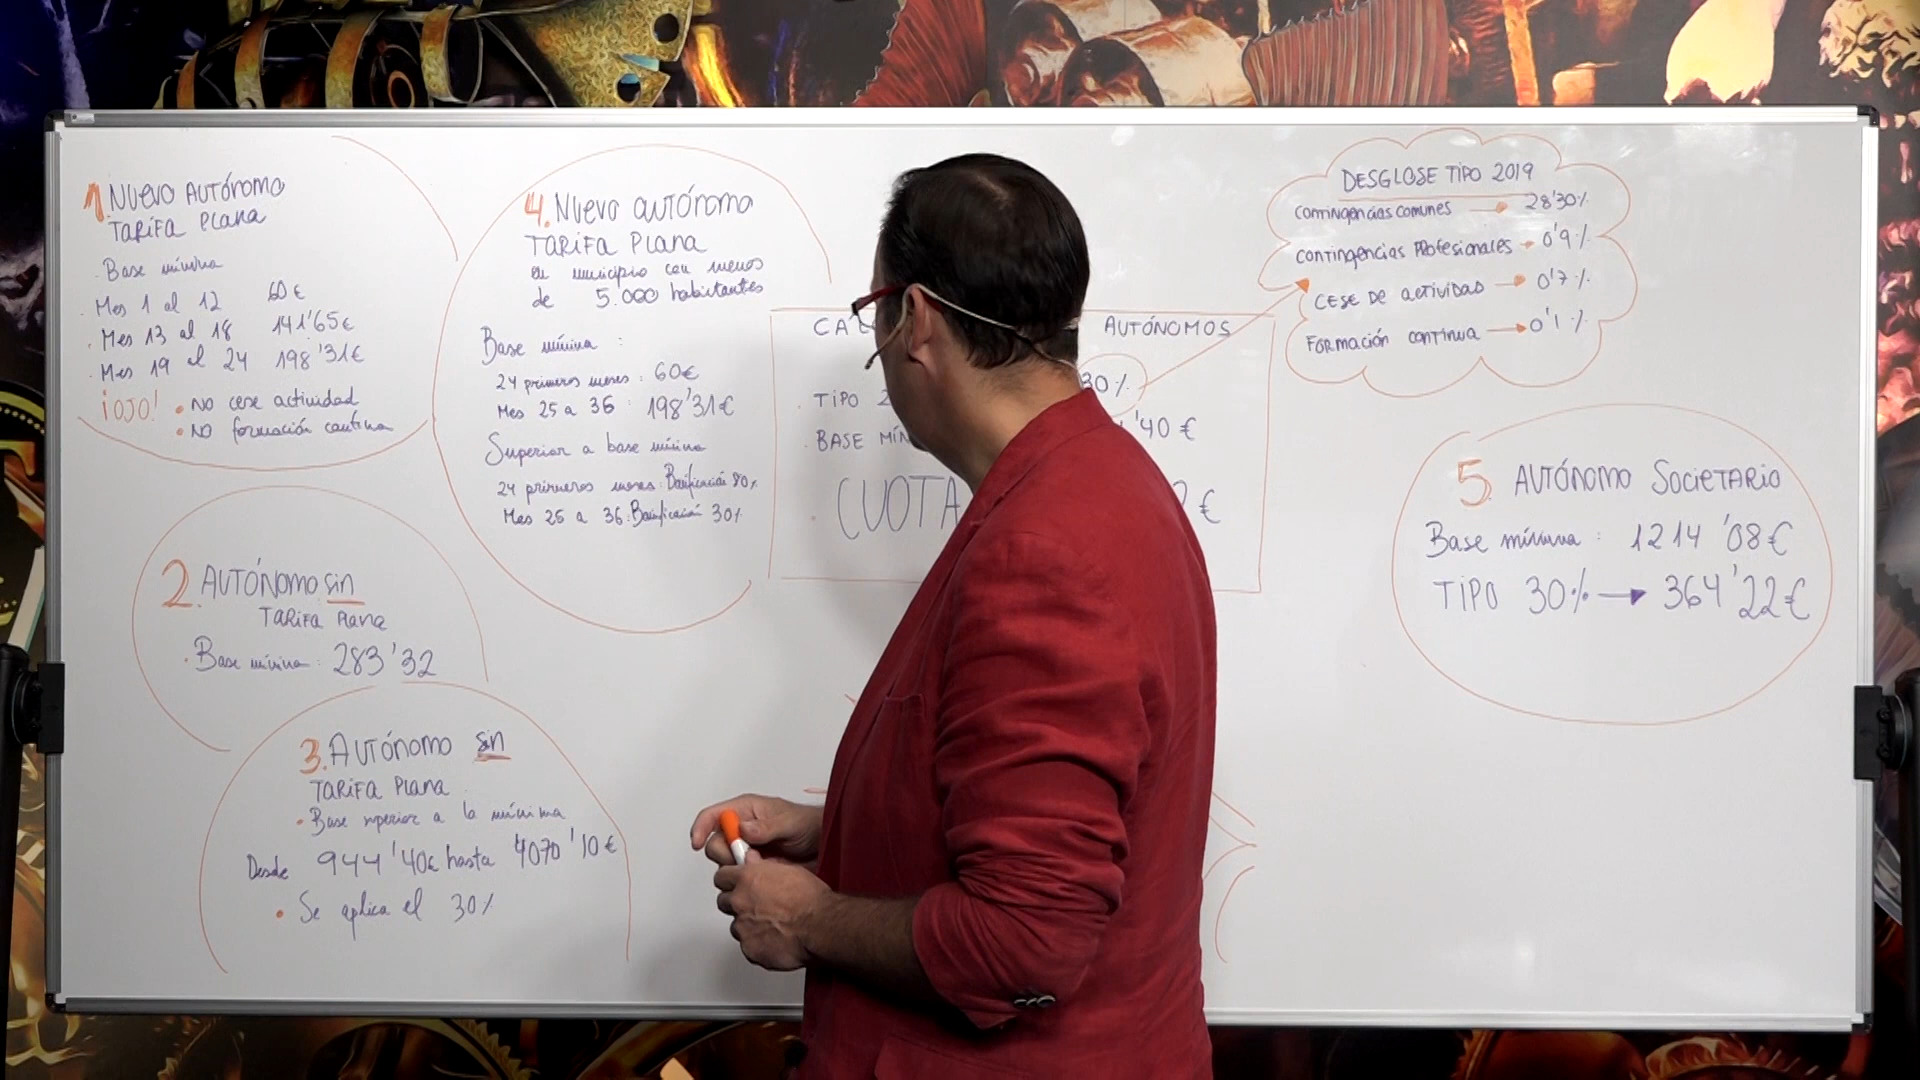 1. NUEVO AUTÓNOMO
TARIFA PLANA
· Base mínima
· Mes 1 al 12 60€
· Mes 13 al 18 141'65€
· Mes 19 al 24 198'31€
¡OJO! • NO cese actividad
• NO formación contínua
2. AUTÓNOMO sin
TARIFA PLANA
• Base mínima: 283'32
3. AUTÓNOMO sin
TARIFA PLANA
• Base superior a la mínima
Desde 944'40€ hasta 4070'10€
• Se aplica el 30%
4. NUEVO AUTÓNOMO
TARIFA PLANA
en municipio con menos
de 5.000 habitantes
Base mínima :
24 primeros meses : 60€
Mes 25 a 36 : 198'31€
Superior a base mínima
24 primeros meses : Bonificación 80%
Mes 25 a 36 : Bonificación 30%
AUTÓNOMOS
• TIPO 2 30%
• BASE MÍN '40 €
• CUOTA 2€
DESGLOSE TIPO 2019
CONTINGENCIAS COMUNES → 28'30%
CONTINGENCIAS PROFESIONALES → 0'9%
CESE DE ACTIVIDAD → 0'7%
FORMACIÓN CONTINUA → 0'1%
5. AUTÓNOMO SOCIETARIO
Base mínima : 1214'08€
TIPO 30% → 364'22€